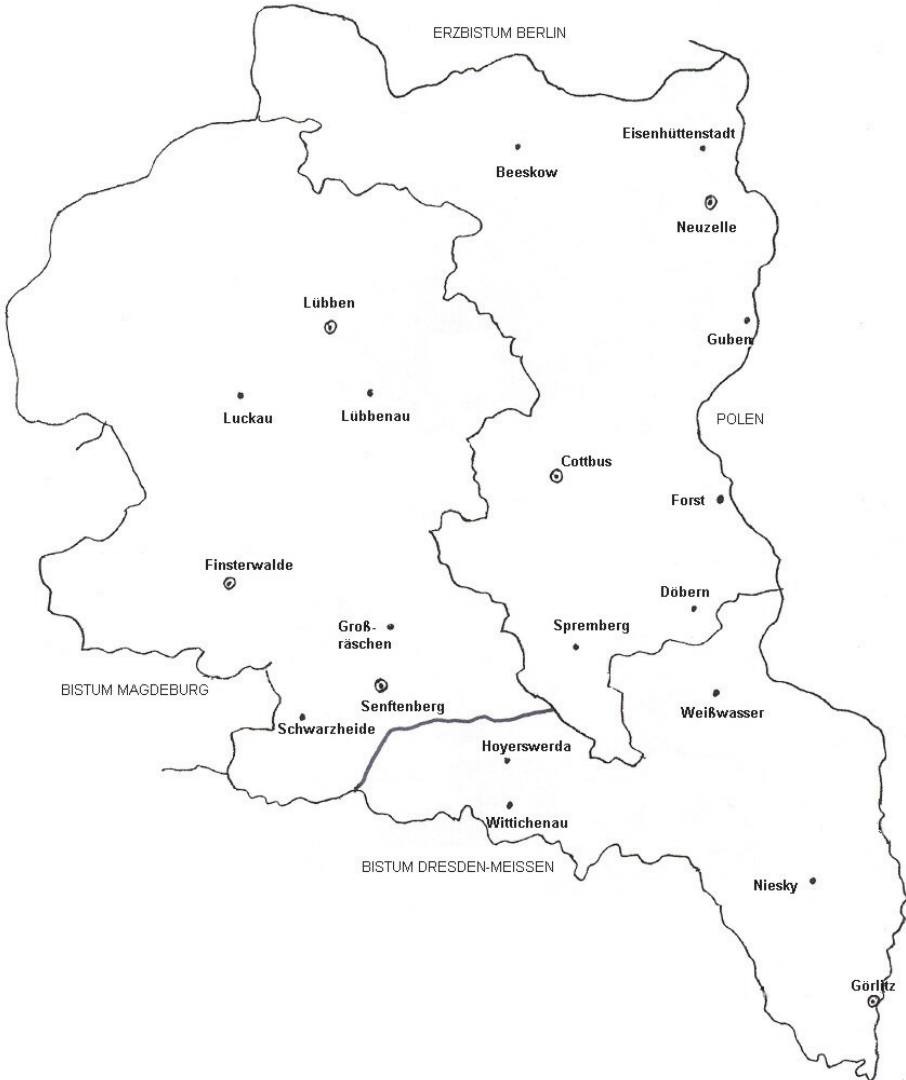 ERZBISTUM BERLIN
Eisenhüttenstadt
Beeskow
Neuzelle
Lübben
Guben
Luckau
Lübbenau
POLEN
Cottbus
Forst
Finsterwalde
Döbern
Groß-
räschen
Spremberg
BISTUM MAGDEBURG
Senftenberg
Weißwasser
Schwarzheide
Hoyerswerda
Wittichenau
BISTUM DRESDEN-MEISSEN
Niesky
Görlitz